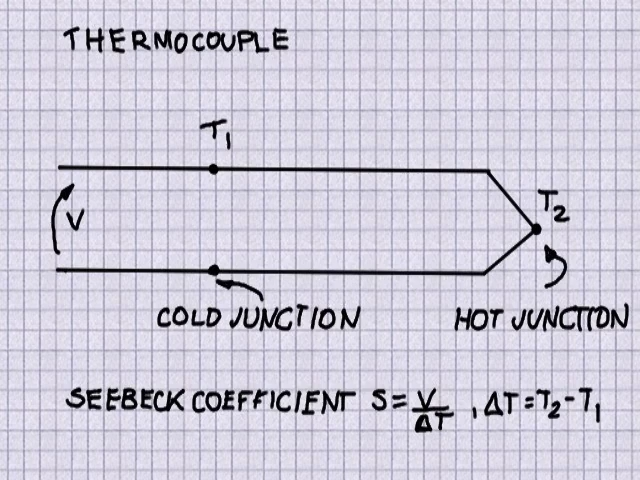 THERMOCOUPLE
T₁
T₂
V
COLD JUNCTION
HOT JUNCTION
SEEBECK COEFFICIENT S = V/ΔT , ΔT = T₂ - T₁